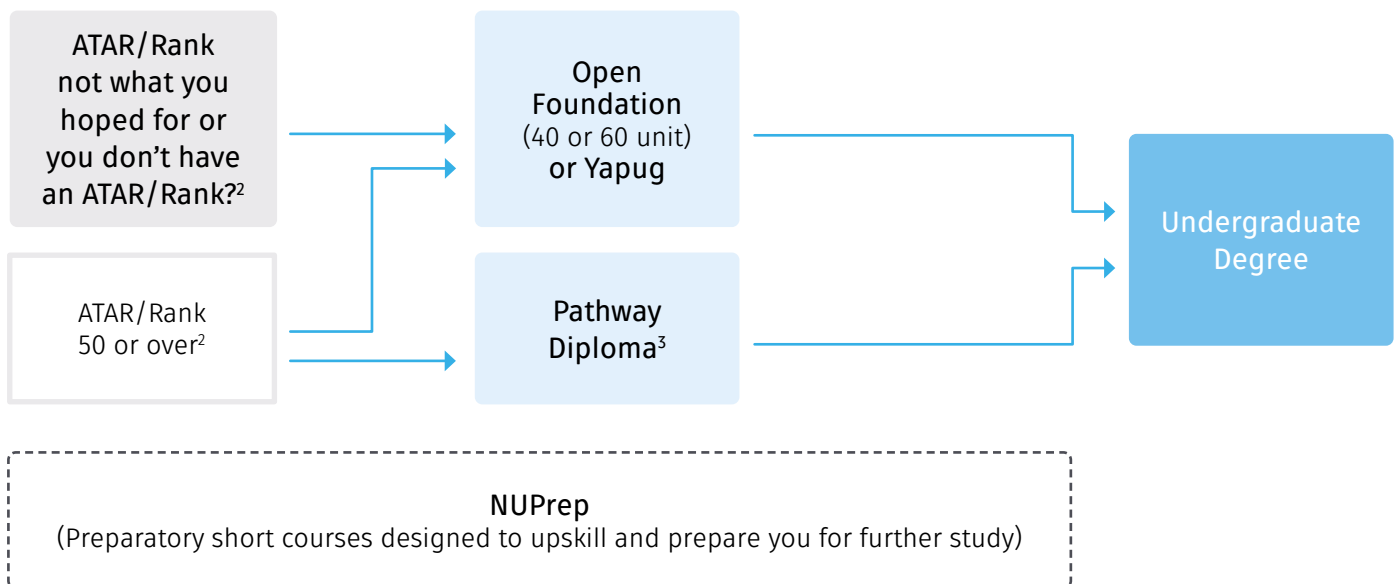 ATAR/Rank
not what you
hoped for or
you don’t have
an ATAR/Rank?²
Open
Foundation
(40 or 60 unit)
or Yapug
Undergraduate
Degree
ATAR/Rank
50 or over²
Pathway
Diploma³
NUPrep
(Preparatory short courses designed to upskill and prepare you for further study)